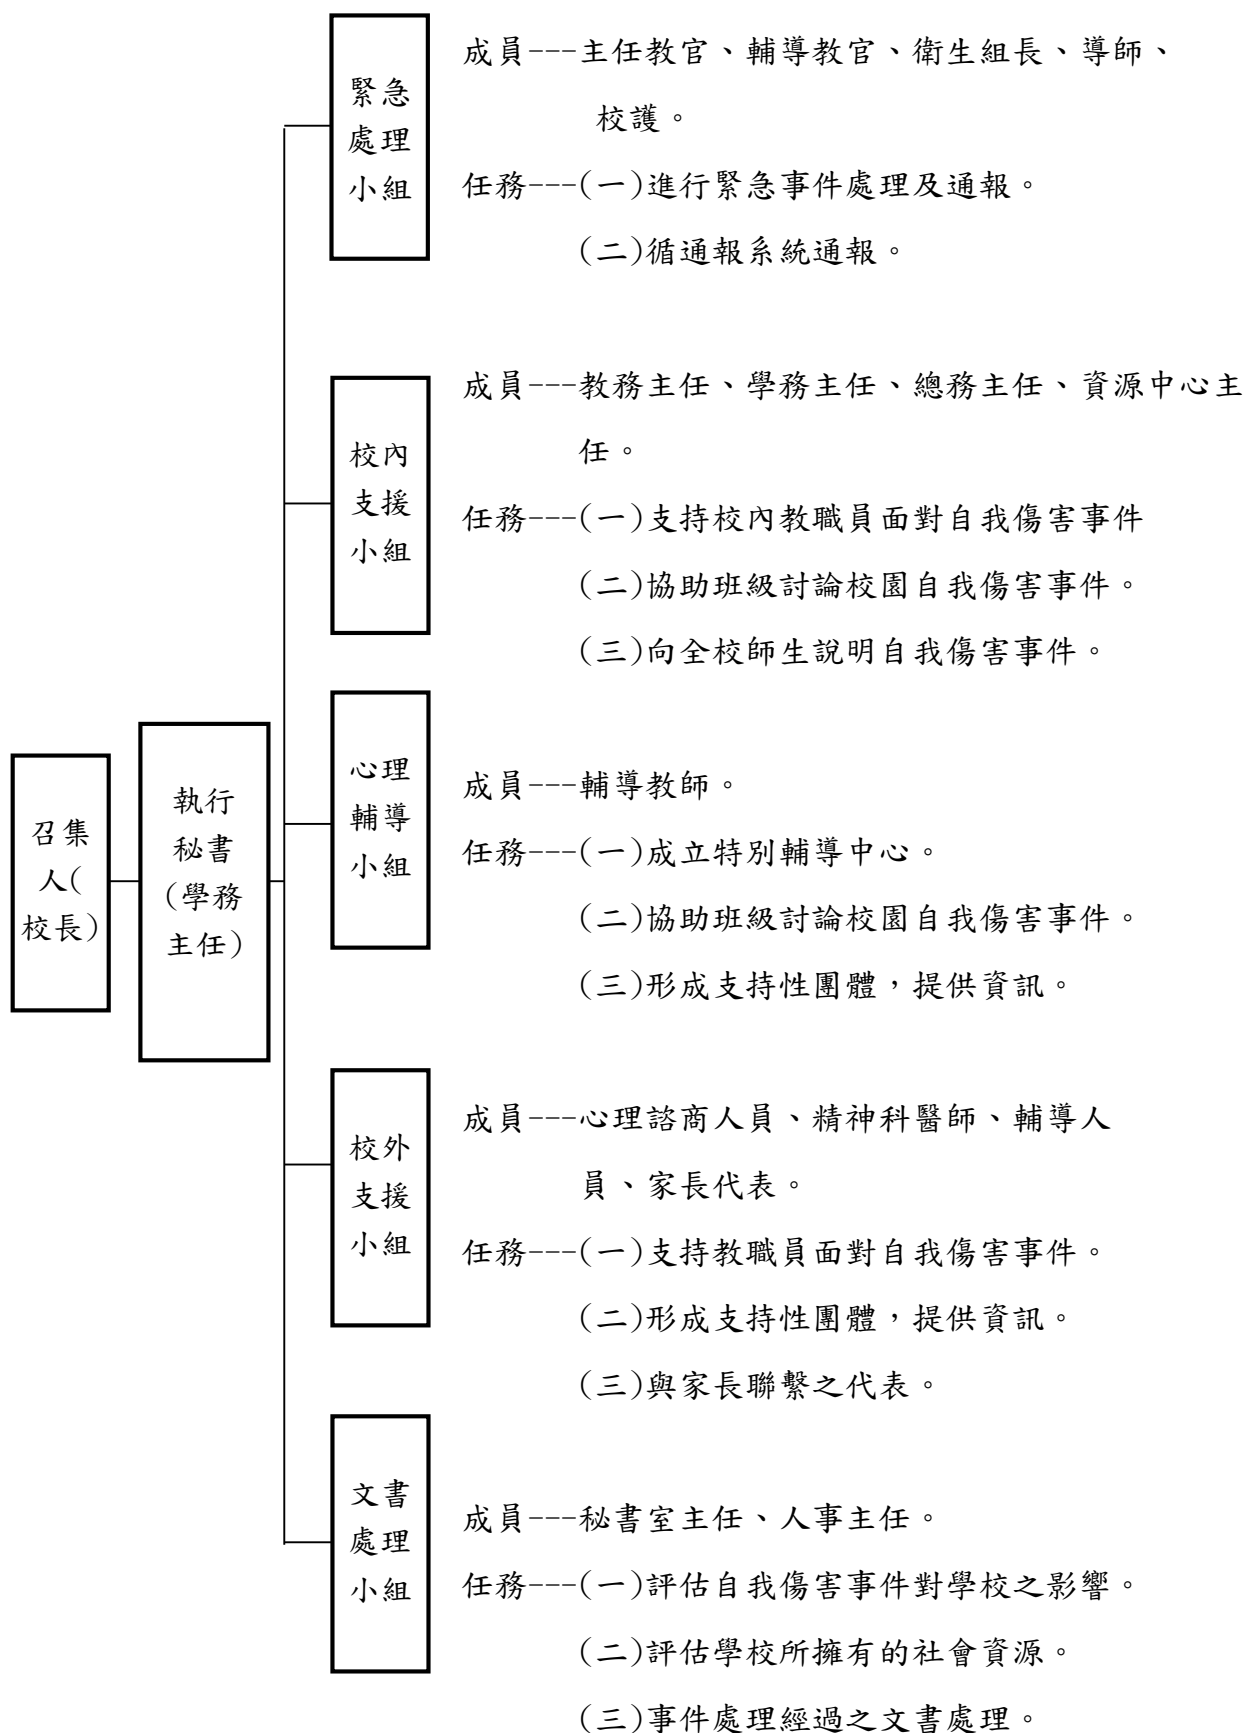 召集
人(
校長)
執行
秘書
(學務
主任)
緊急
處理
小組
成員---主任教官、輔導教官、衛生組長、導師、
校護。
任務---(一)進行緊急事件處理及通報。
(二)循通報系統通報。
校內
支援
小組
成員---教務主任、學務主任、總務主任、資源中心主
任。
任務---(一)支持校內教職員面對自我傷害事件
(二)協助班級討論校園自我傷害事件。
(三)向全校師生說明自我傷害事件。
心理
輔導
小組
成員---輔導教師。
任務---(一)成立特別輔導中心。
(二)協助班級討論校園自我傷害事件。
(三)形成支持性團體，提供資訊。
校外
支援
小組
成員---心理諮商人員、精神科醫師、輔導人
員、家長代表。
任務---(一)支持教職員面對自我傷害事件。
(二)形成支持性團體，提供資訊。
(三)與家長聯繫之代表。
文書
處理
小組
成員---秘書室主任、人事主任。
任務---(一)評估自我傷害事件對學校之影響。
(二)評估學校所擁有的社會資源。
(三)事件處理經過之文書處理。